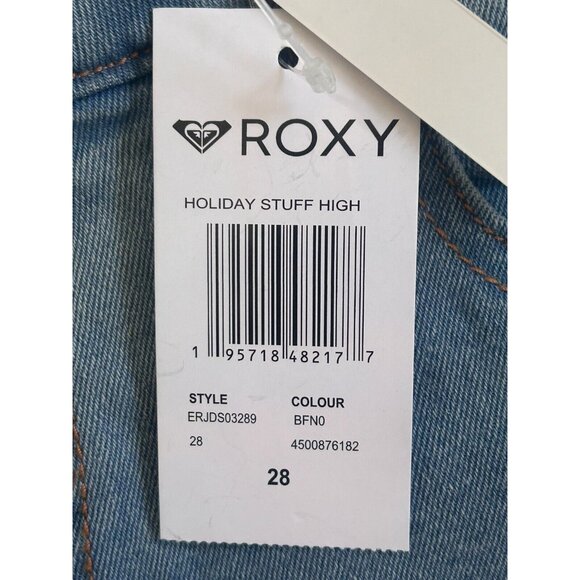 ROXY
HOLIDAY STUFF HIGH
1 95718 48217 7
STYLE COLOUR
ERJDS03289 BFN0
28 4500876182
28